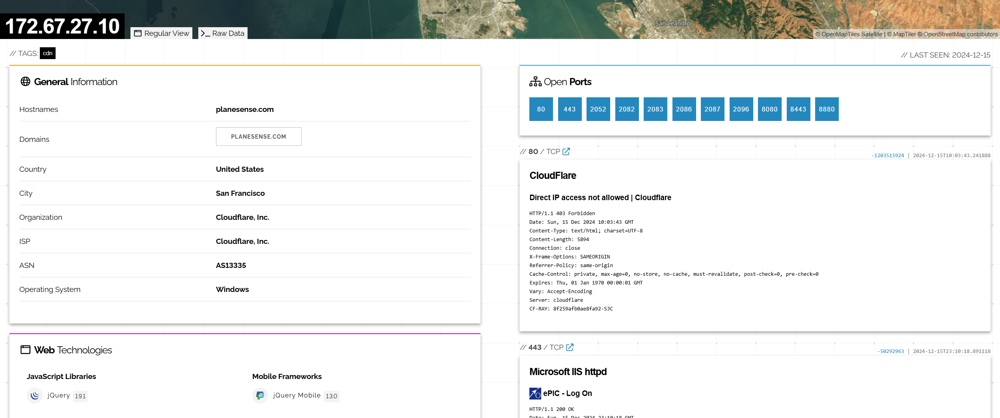 San Leandro
172.67.27.10
Regular View
Raw Data
© OpenMapTiles Satellite | © MapTiler © OpenStreetMap contributors
// TAGS: cdn
// LAST SEEN: 2024-12-15
General Information
Hostnames
planesense.com
Domains
PLANESENSE.COM
Country
United States
City
San Francisco
Organization
Cloudflare, Inc.
ISP
Cloudflare, Inc.
ASN
AS13335
Operating System
Windows
Web Technologies
JavaScript Libraries
jQuery 1.9.1
Mobile Frameworks
jQuery Mobile 1.3.0
Open Ports
80 443 2052 2082 2083 2086 2087 2096 8080 8443 8880
// 80 / TCP
-1203515924 | 2024-12-15T10:03:43.241888
CloudFlare
Direct IP access not allowed | Cloudflare
HTTP/1.1 403 Forbidden
Date: Sun, 15 Dec 2024 10:03:43 GMT
Content-Type: text/html; charset=UTF-8
Content-Length: 5894
Connection: close
X-Frame-Options: SAMEORIGIN
Referrer-Policy: same-origin
Cache-Control: private, max-age=0, no-store, no-cache, must-revalidate, post-check=0, pre-check=0
Expires: Thu, 01 Jan 1970 00:00:01 GMT
Vary: Accept-Encoding
Server: cloudflare
CF-RAY: 8f259afb0ae8fa92-SJC
// 443 / TCP
-50292963 | 2024-12-15T23:10:18.891118
Microsoft IIS httpd
ePIC - Log On
HTTP/1.1 200 OK
Date: Sun, 15 Dec 2024 23:10:18 GMT